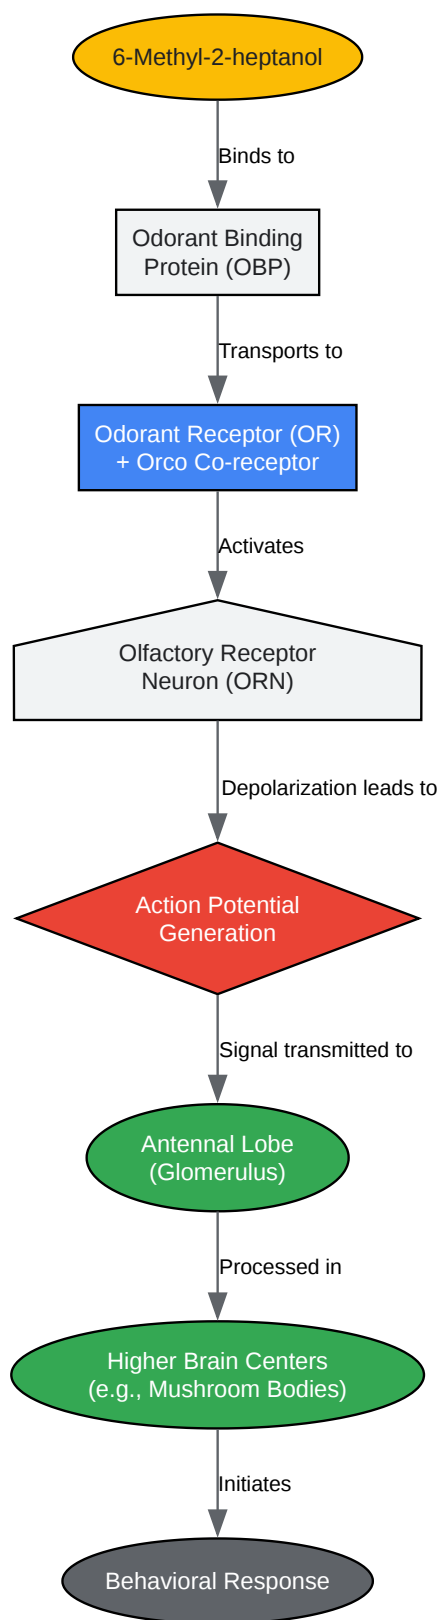 6-Methyl-2-heptanol
Binds to
Odorant Binding
Protein (OBP)
Transports to
Odorant Receptor (OR)
+ Orco Co-receptor
Activates
Olfactory Receptor
Neuron (ORN)
Depolarization leads to
Action Potential
Generation
Signal transmitted to
Antennal Lobe
(Glomerulus)
Processed in
Higher Brain Centers
(e.g., Mushroom Bodies)
Initiates
Behavioral Response